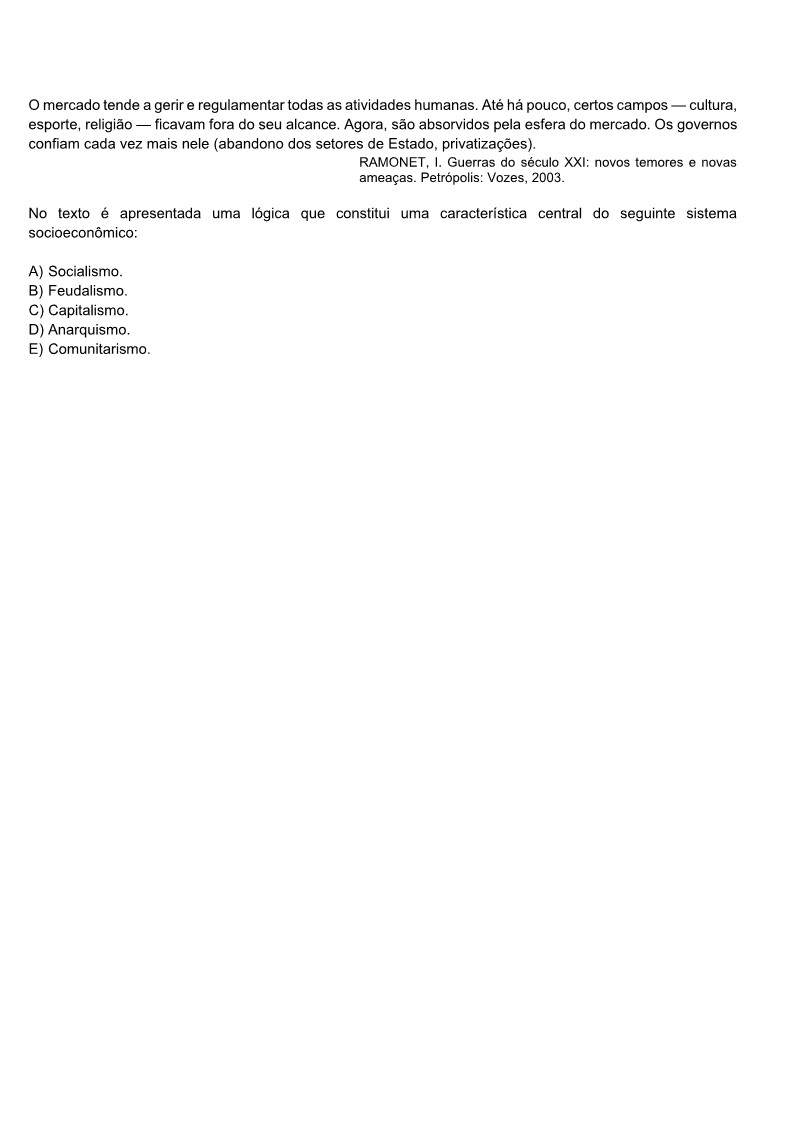 O mercado tende a gerir e regulamentar todas as atividades humanas. Até há pouco, certos campos — cultura,
esporte, religião — ficavam fora do seu alcance. Agora, são absorvidos pela esfera do mercado. Os governos
confiam cada vez mais nele (abandono dos setores de Estado, privatizações).
RAMONET, I. Guerras do século XXI: novos temores e novas
ameaças. Petrópolis: Vozes, 2003.
No texto é apresentada uma lógica que constitui uma característica central do seguinte sistema
socioeconômico:
A) Socialismo.
B) Feudalismo.
C) Capitalismo.
D) Anarquismo.
E) Comunitarismo.